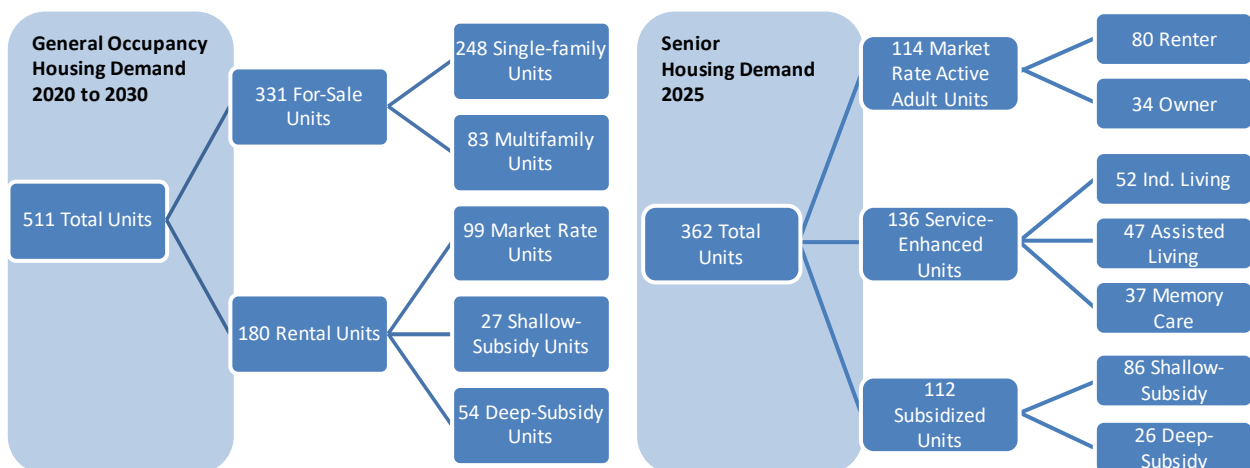 General Occupancy
Housing Demand
2020 to 2030
511 Total Units
331 For-Sale
Units
248 Single-family
Units
83 Multifamily
Units
180 Rental Units
99 Market Rate
Units
27 Shallow-
Subsidy Units
54 Deep-Subsidy
Units
Senior
Housing Demand
2025
362 Total
Units
114 Market
Rate Active
Adult Units
80 Renter
34 Owner
136 Service-
Enhanced
Units
52 Ind. Living
47 Assisted
Living
37 Memory
Care
112
Subsidized
Units
86 Shallow-
Subsidy
26 Deep-
Subsidy